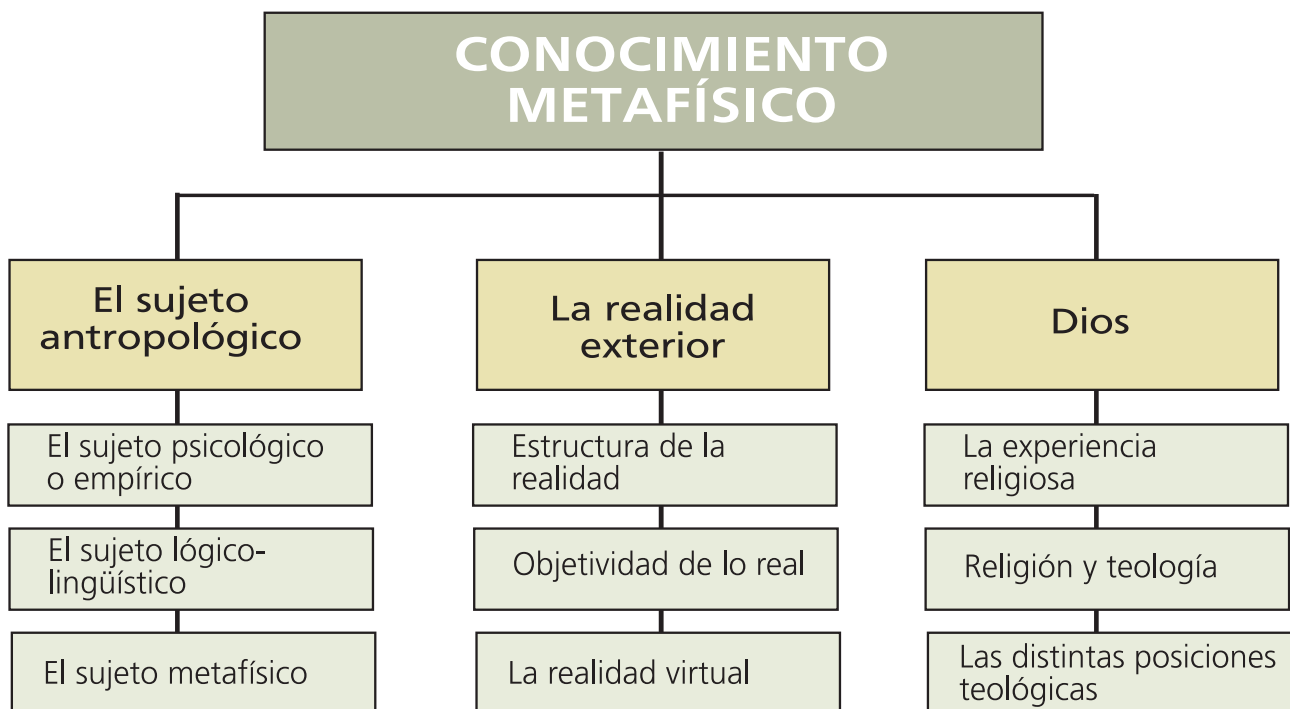 CONOCIMIENTO
METAFÍSICO
El sujeto
antropológico
La realidad
exterior
Dios
El sujeto psicológico
o empírico
Estructura de la
realidad
La experiencia
religiosa
El sujeto lógico-
lingüístico
Objetividad de lo real
Religión y teología
El sujeto metafísico
La realidad virtual
Las distintas posiciones
teológicas